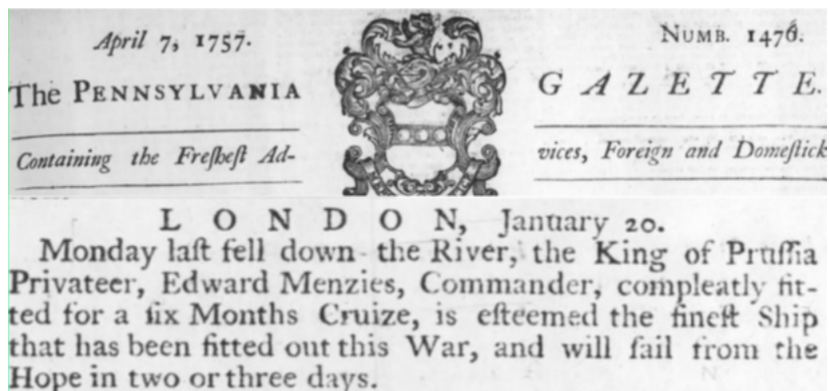 April 7, 1757.
NUMB. 1476.
The PENNSYLVANIA
GAZETTE.
Containing the Freſheſt Ad-
vices, Foreign and Domeſtick
LONDON, January 20.
Monday laſt fell down the River, the King of Pruſſia
Privateer, Edward Menzies, Commander, compleatly fit-
ted for a ſix Months Cruize, is eſteemed the fineſt Ship
that has been fitted out this War, and will ſail from the
Hope in two or three days.